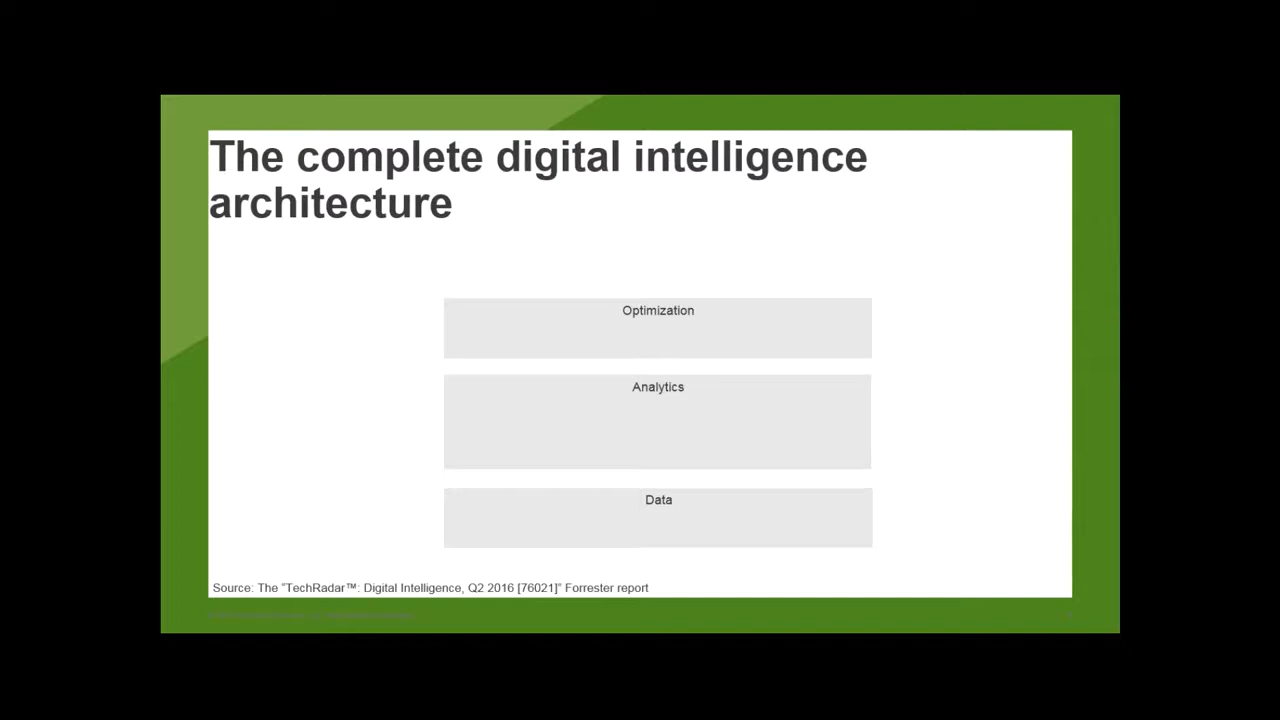 The complete digital intelligence
architecture
Optimization
Analytics
Data
Source: The "TechRadar™: Digital Intelligence, Q2 2016 [76021]" Forrester report